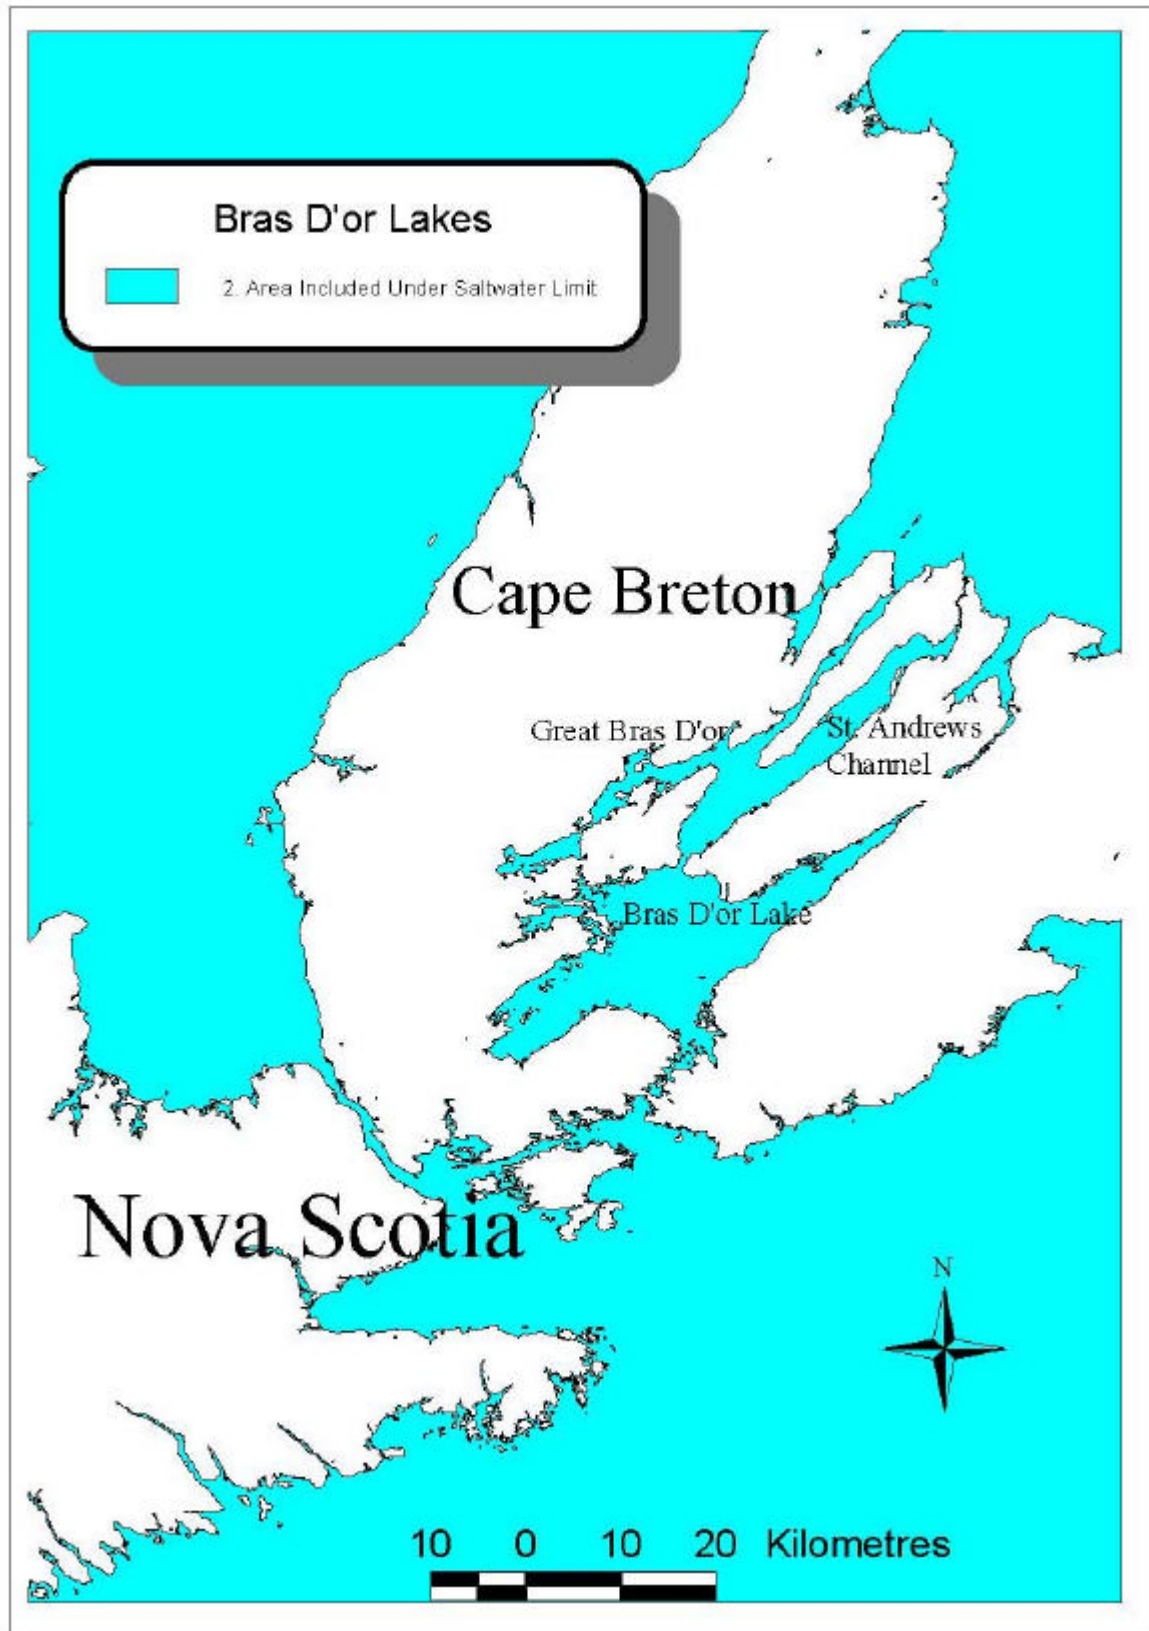 Bras D'or Lakes
2. Area Included Under Saltwater Limit
Cape Breton
Great Bras D'or
St. Andrews
Channel
Bras D'or Lake
Nova Scotia
N
10 0 10 20 Kilometres